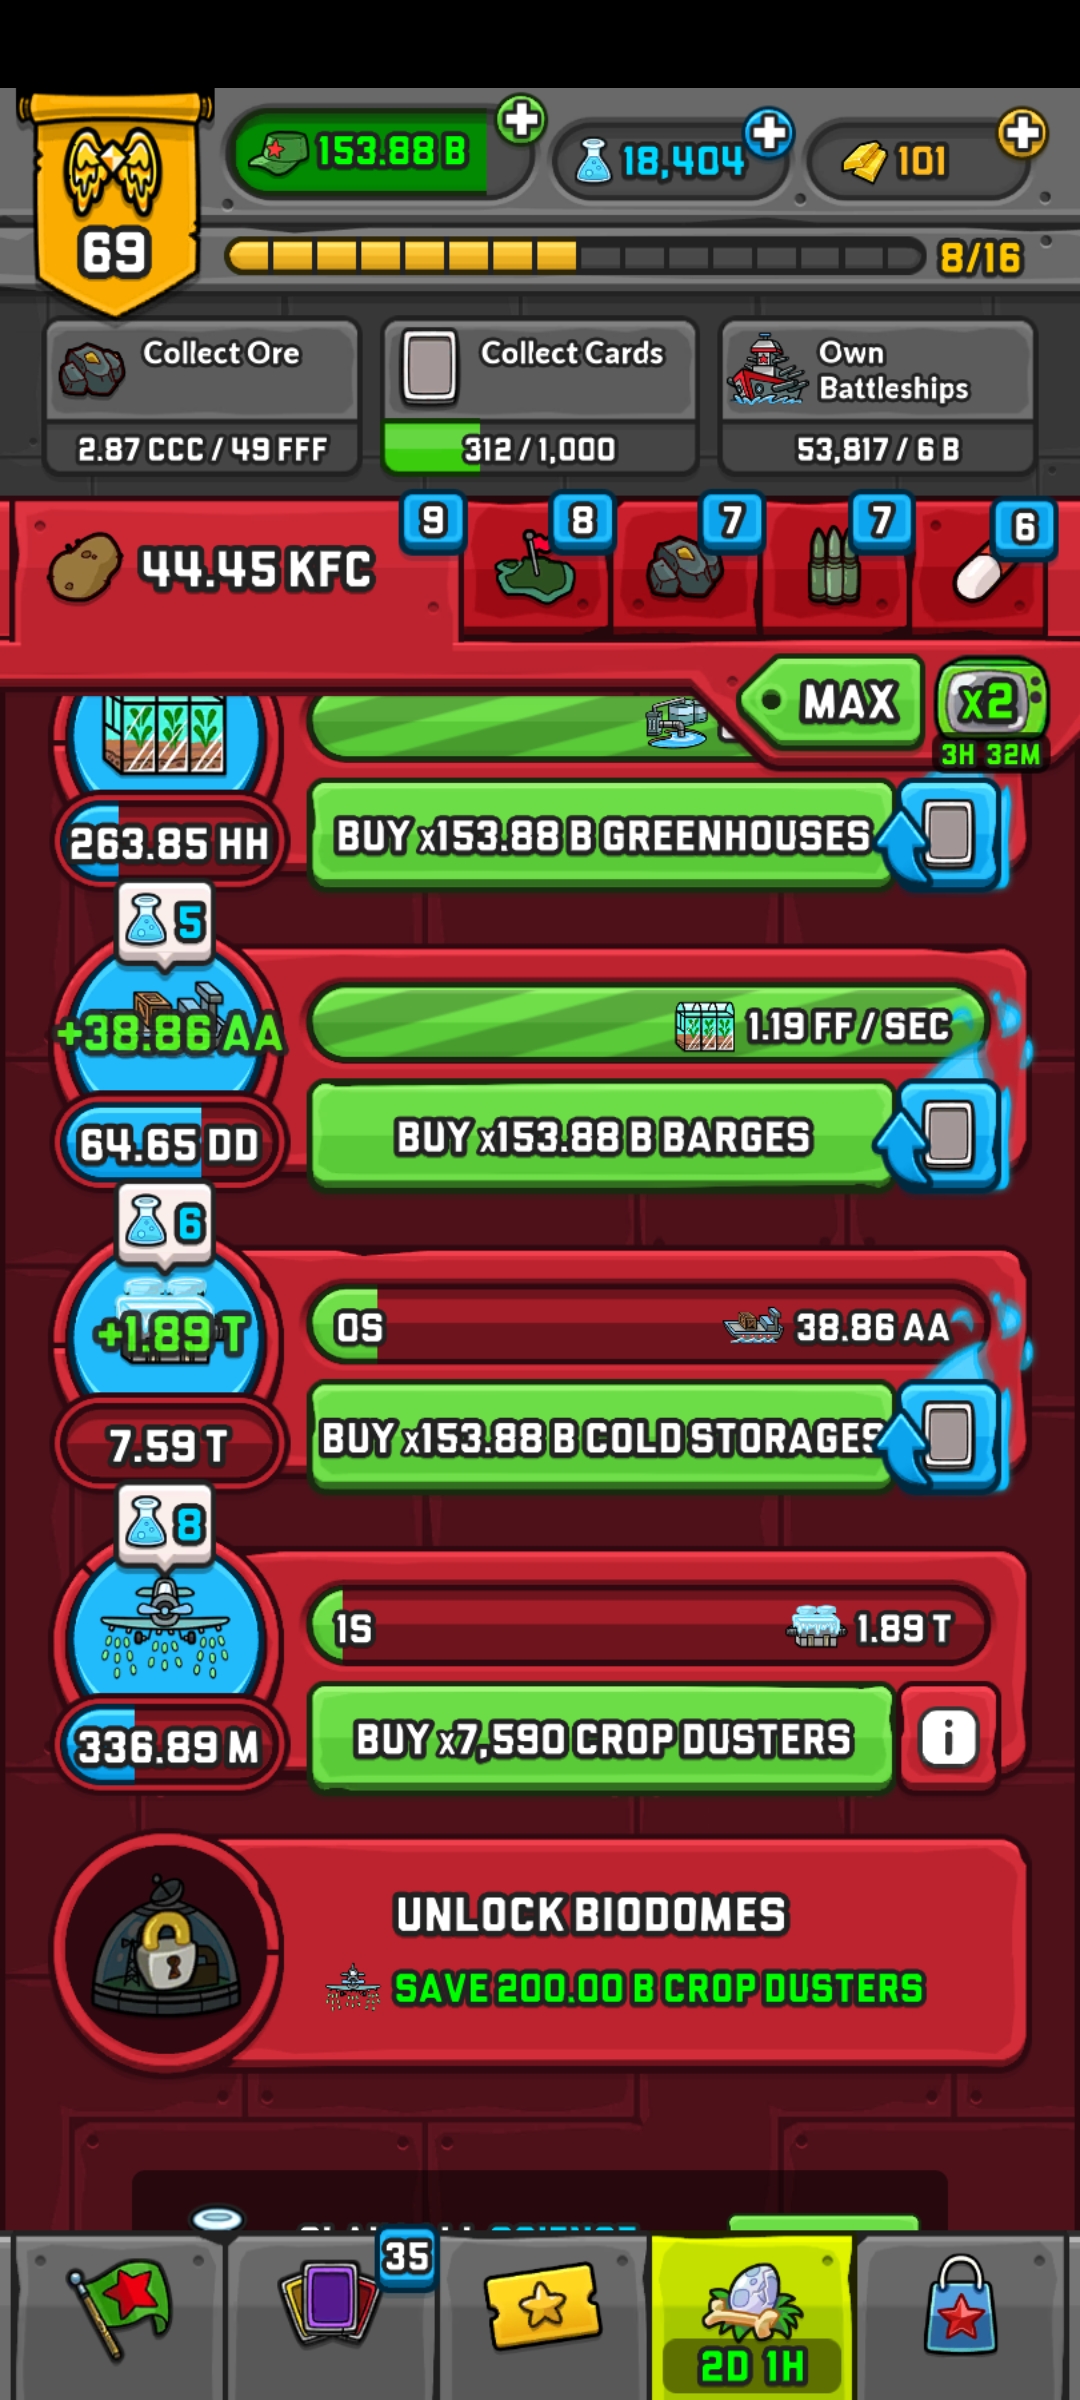 153.88 B
18,404
101
69
8/16
Collect Ore
2.87 CCC / 49 FFF
Collect Cards
312 / 1,000
Own
Battleships
53,817 / 6 B
44.45 KFC
9
8
7
7
6
MAX
x2
3H 32M
263.85 HH
BUY x153.88 B GREENHOUSES
5
+38.86 AA
1.19 FF / SEC
64.65 DD
BUY x153.88 B BARGES
6
+1.89 T
0S
38.86 AA
7.59 T
BUY x153.88 B COLD STORAGES
8
1S
1.89 T
336.89 M
BUY x7,590 CROP DUSTERS
i
UNLOCK BIODOMES
SAVE 200.00 B CROP DUSTERS
35
2D 1H